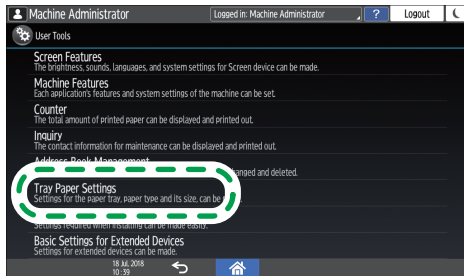 Machine Administrator
Logged in: Machine Administrator
?
Logout
User Tools
Screen Features
The brightness, sounds, languages, and system settings for Screen device can be made.
Machine Features
Each application's features and system settings of the machine can be set.
Counter
The total amount of printed paper can be displayed and printed out.
Inquiry
The contact information for maintenance can be displayed and printed out.
Address Book Management
hanged and deleted.
Tray Paper Settings
Settings for the paper tray, paper type and its size, can be
Settings required when installing can be made easily.
Basic Settings for Extended Devices
Settings for extended devices can be made.
18 JUL 2018
10:39